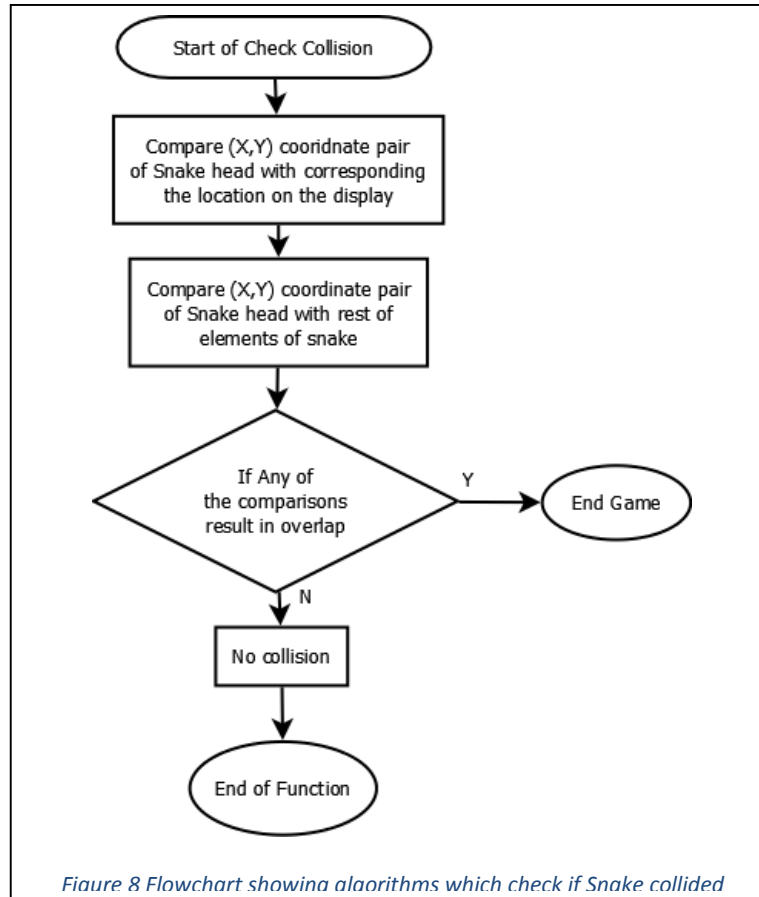 Start of Check Collision
Compare (X,Y) cooridnate pair
of Snake head with corresponding
the location on the display
Compare (X,Y) coordinate pair
of Snake head with rest of
elements of snake
If Any of
the comparisons
result in overlap
Y
End Game
N
No collision
End of Function
Figure 8 Flowchart showing algorithms which check if Snake collided